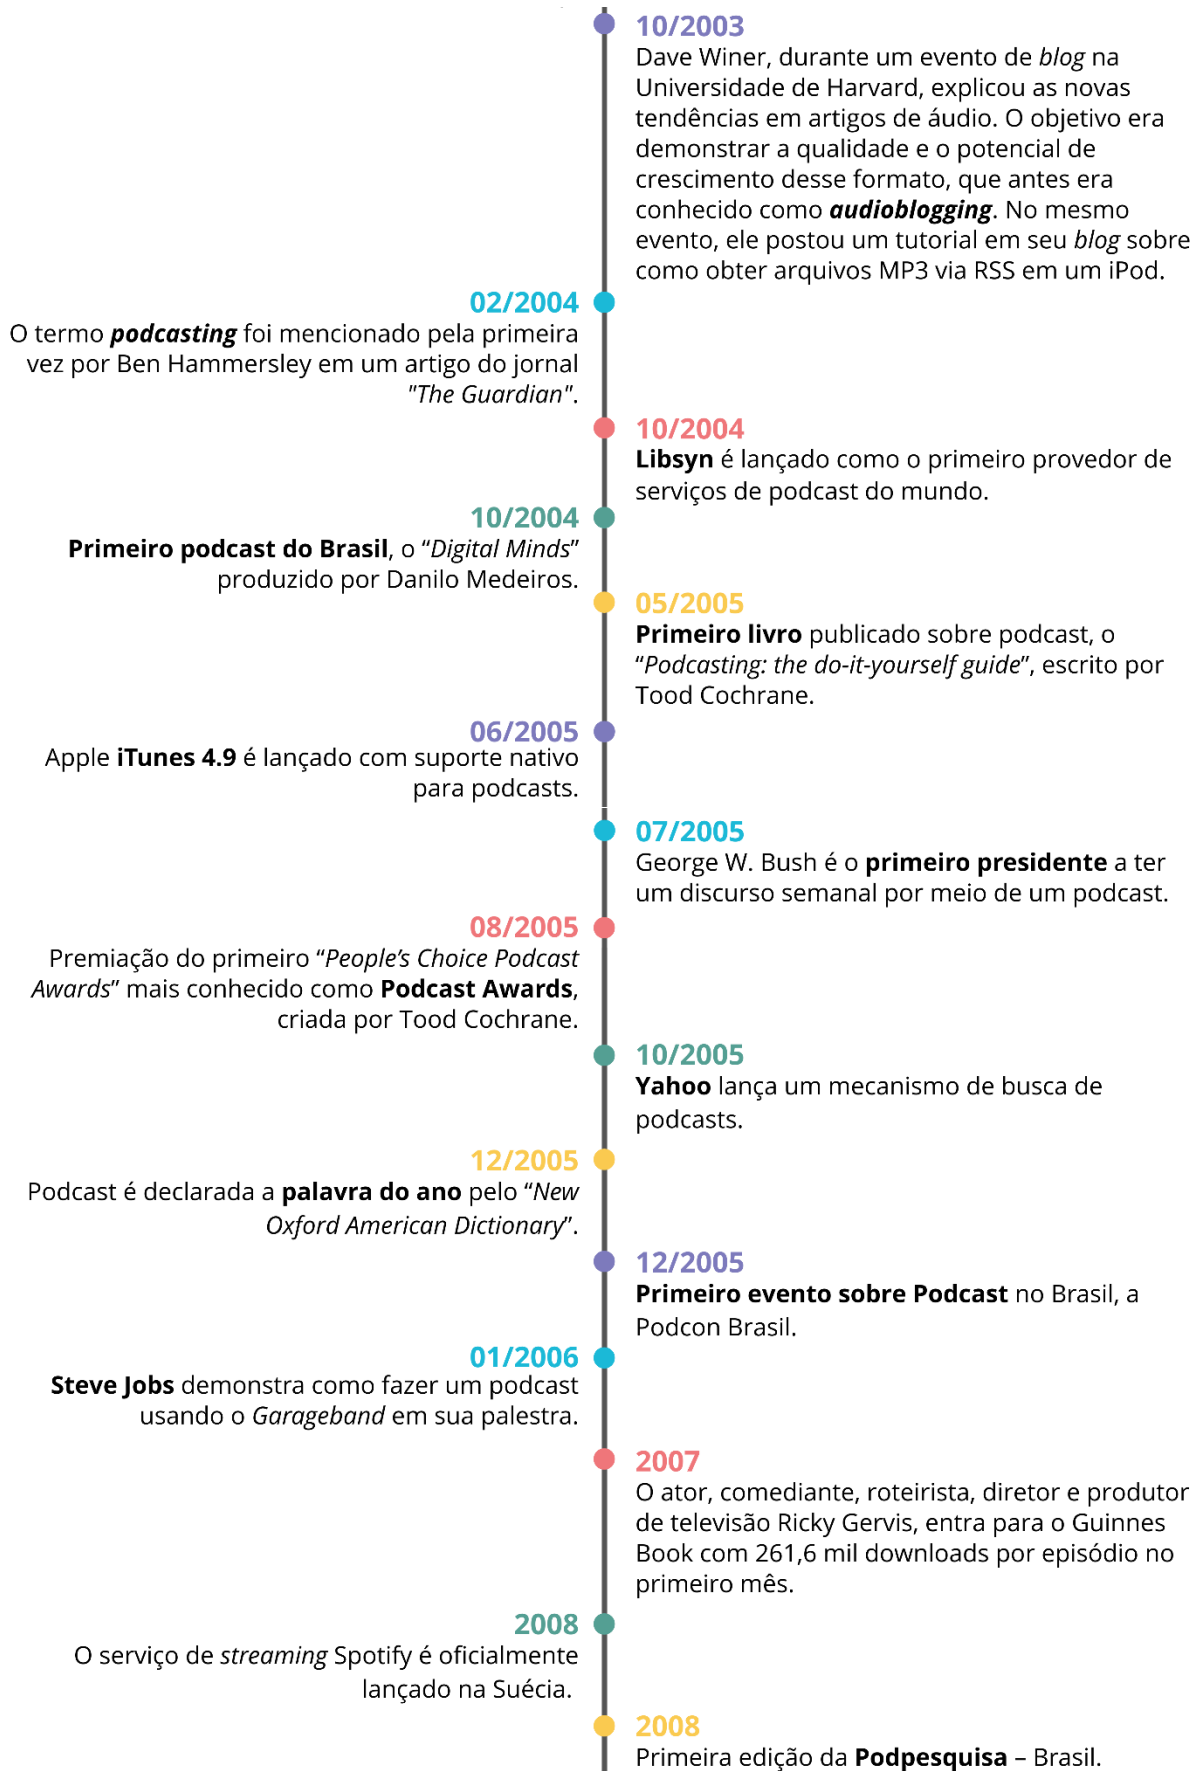 10/2003
Dave Winer, durante um evento de blog na
Universidade de Harvard, explicou as novas
tendências em artigos de áudio. O objetivo era
demonstrar a qualidade e o potencial de
crescimento desse formato, que antes era
conhecido como audioblogging. No mesmo
evento, ele postou um tutorial em seu blog sobre
como obter arquivos MP3 via RSS em um iPod.
02/2004
O termo podcasting foi mencionado pela primeira
vez por Ben Hammersley em um artigo do jornal
"The Guardian".
10/2004
Libsyn é lançado como o primeiro provedor de
serviços de podcast do mundo.
10/2004
Primeiro podcast do Brasil, o “Digital Minds”
produzido por Danilo Medeiros.
05/2005
Primeiro livro publicado sobre podcast, o
“Podcasting: the do-it-yourself guide”, escrito por
Tood Cochrane.
06/2005
Apple iTunes 4.9 é lançado com suporte nativo
para podcasts.
07/2005
George W. Bush é o primeiro presidente a ter
um discurso semanal por meio de um podcast.
08/2005
Premiação do primeiro “People’s Choice Podcast
Awards” mais conhecido como Podcast Awards,
criada por Tood Cochrane.
10/2005
Yahoo lança um mecanismo de busca de
podcasts.
12/2005
Podcast é declarada a palavra do ano pelo “New
Oxford American Dictionary”.
12/2005
Primeiro evento sobre Podcast no Brasil, a
Podcon Brasil.
01/2006
Steve Jobs demonstra como fazer um podcast
usando o Garageband em sua palestra.
2007
O ator, comediante, roteirista, diretor e produtor
de televisão Ricky Gervis, entra para o Guinnes
Book com 261,6 mil downloads por episódio no
primeiro mês.
2008
O serviço de streaming Spotify é oficialmente
lançado na Suécia.
2008
Primeira edição da Podpesquisa – Brasil.